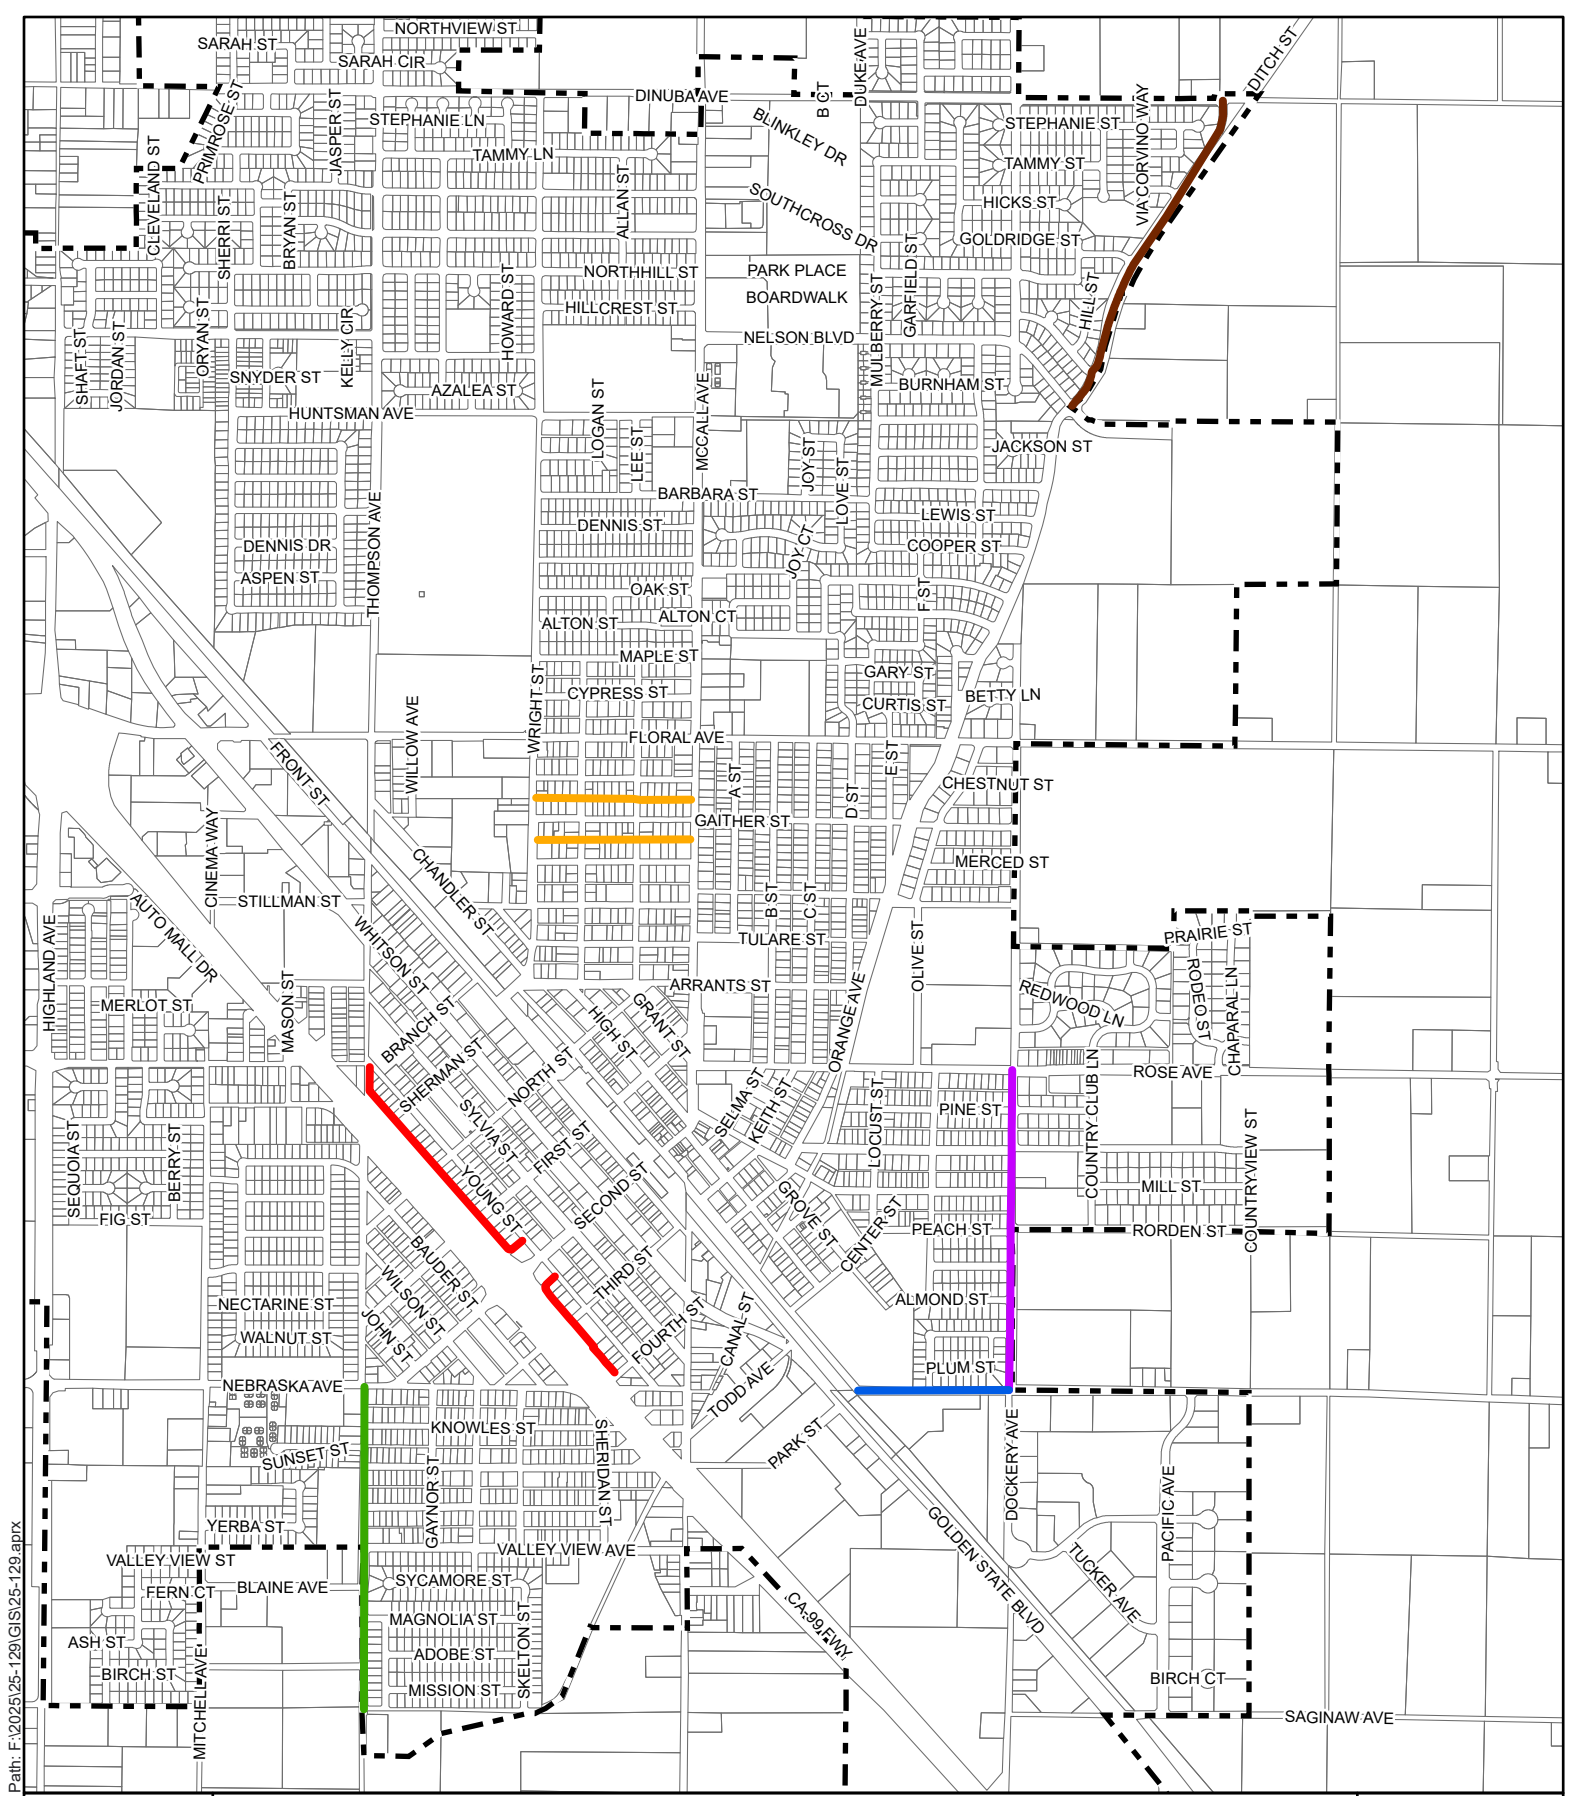 NORTHVIEW ST
SARAH ST
SARAH CIR
DUKE AVE
DITCH ST
PRIMROSE ST
JASPER ST
DINUBA AVE
B CT
VIA CORVINO WAY
STEPHANIE LN
BLINKLEY DR
STEPHANIE ST
CLEVELAND ST
TAMMY LN
TAMMY ST
ALLAN ST
SOUTHCROSS DR
HICKS ST
SHERRI ST
BRYAN ST
GOLDRIDGE ST
GARFIELD ST
NORTHHILL ST
PARK PLACE
BOARDWALK
HILL ST
HILLCREST ST
HOWARD ST
MULBERRY ST
NELSON BLVD
SHAFT ST
JORDAN ST
ORYAN ST
KELLY CIR
SNYDER ST
AZALEA ST
BURNHAM ST
HUNTSMAN AVE
LOGAN ST
LEE ST
MCCALL AVE
JOY ST
LOVE ST
JACKSON ST
BARBARA ST
LEWIS ST
DENNIS ST
THOMPSON AVE
DENNIS DR
JOY CT
COOPER ST
ASPEN ST
OAK ST
F ST
ALTON ST
ALTON CT
MAPLE ST
GARY ST
CYPRESS ST
BETTY LN
WRIGHT ST
CURTIS ST
WILLOW AVE
FLORAL AVE
FRONT ST
A ST
E ST
D ST
CHESTNUT ST
GAITHER ST
CINEMA WAY
MERCED ST
CHANDLER ST
STILLMAN ST
B ST
C ST
AUTO MALL DR
WHITSON ST
TULARE ST
OLIVE ST
PRAIRIE ST
HIGHLAND AVE
MERLOT ST
MASON ST
ARRANTS ST
ORANGE AVE
REDWOOD LN
RODEO ST
CHAPARAL LN
BRANCH ST
HIGH ST
GRANT ST
SHERMAN ST
NORTH ST
ROSE AVE
SELMA ST
KEITH ST
LOCUST ST
PINE ST
COUNTRY CLUB LN
COUNTRY VIEW ST
SYLVIA ST
FIRST ST
SEQUOIA ST
BERRY ST
YOUNG ST
SECOND ST
MILL ST
FIG ST
GROVE ST
CENTER ST
PEACH ST
RORDEN ST
BAUDER ST
WILSON ST
THIRD ST
ALMOND ST
NECTARINE ST
JOHN ST
WALNUT ST
FOURTH ST
CANAL ST
PLUM ST
NEBRASKA AVE
TODD AVE
KNOWLES ST
SHERIDAN ST
PARK ST
DOCKERY AVE
SUNSET ST
GAYNOR ST
PACIFIC AVE
YERBA ST
GOLDEN STATE BLVD
VALLEY VIEW ST
VALLEY VIEW AVE
TUCKER AVE
FERN CT
BLAINE AVE
SYCAMORE ST
CA-99 FWY
MAGNOLIA ST
ASH ST
SKELTON ST
ADOBE ST
BIRCH ST
MITCHELL AVE
MISSION ST
BIRCH CT
SAGINAW AVE
Path: F:\2025\25-129\GIS\25-129.aprx